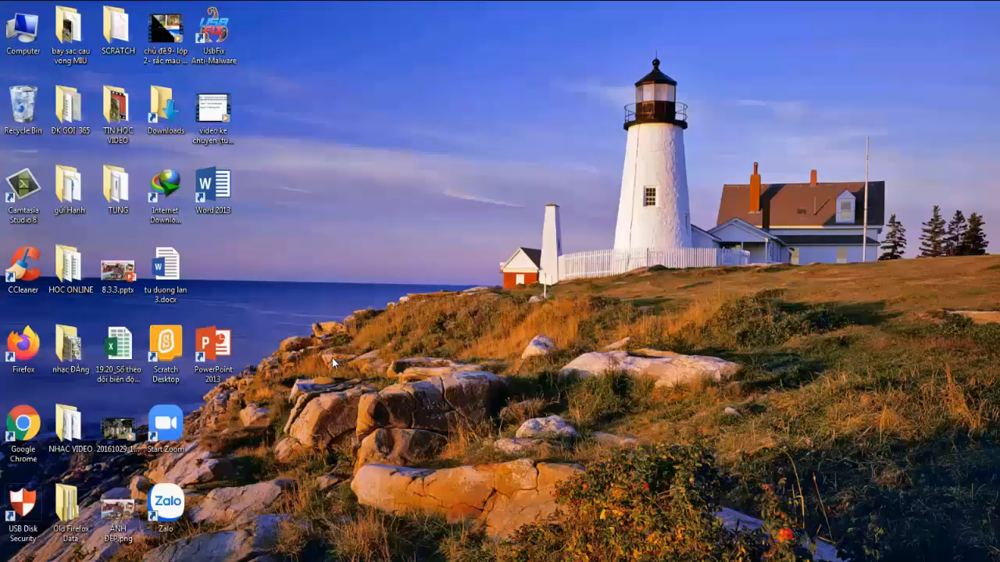 Computer
bay sac cau
vong MIU
SCRATCH
chủ đề 9- lớp
2- sắc màu ...
USB
FIX
UsbFix
Anti-Malware
Recycle Bin
ĐK GOI 365
TIN HỌC
VIDEO
Downloads
video ke
chuyen (tu...
Camtasia
Studio 8
gửi Hạnh
TUNG
Internet
Downlo...
W
Word 2013
CCleaner
HOC ONLINE
8.3.3.pptx
W
tu duong lan
3.docx
Firefox
nhạc ĐẢng
X
19.20_Sổ theo
dõi biến độ...
S
Scratch
Desktop
P
PowerPoint
2013
Google
Chrome
NHAC VIDEO
20161029_1...
Start Zoom
USB Disk
Security
Old Firefox
Data
ẢNH
ĐẸP.png
Zalo
Zalo